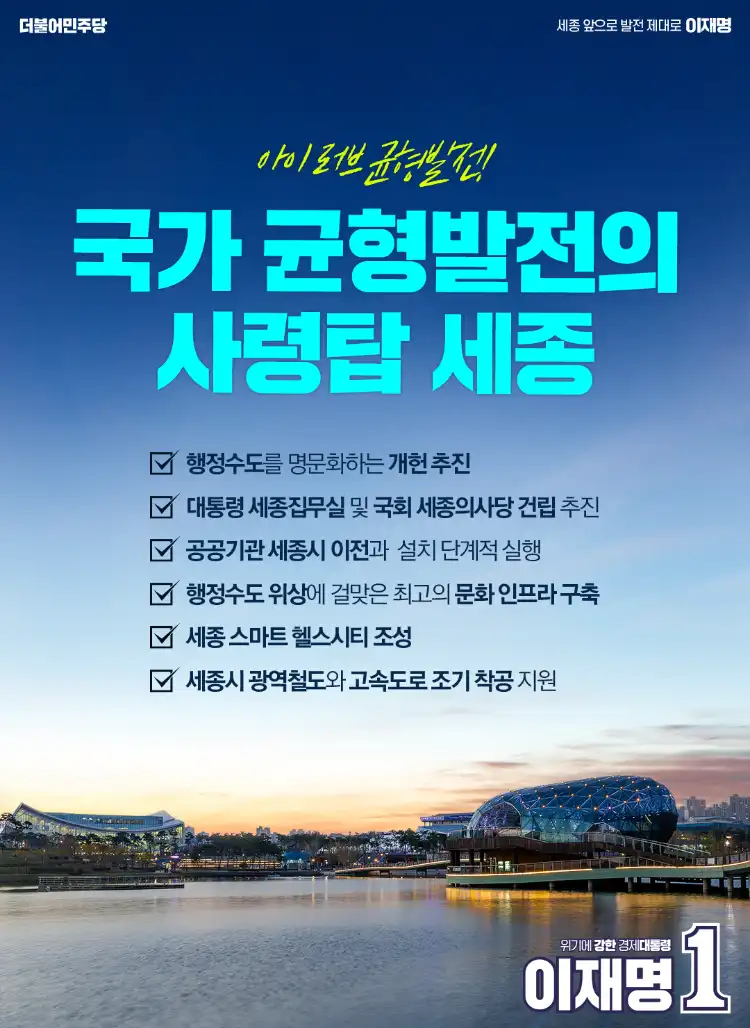 더불어민주당
세종 앞으로 발전 제대로 이재명
아이 러브 균형발전!
국가 균형발전의
사령탑 세종
행정수도를 명문화하는 개헌 추진
대통령 세종집무실 및 국회 세종의사당 건립 추진
공공기관 세종시 이전과 설치 단계적 실행
행정수도 위상에 걸맞은 최고의 문화 인프라 구축
세종 스마트 헬스시티 조성
세종시 광역철도와 고속도로 조기 착공 지원
위기에 강한 경제대통령
이재명 1